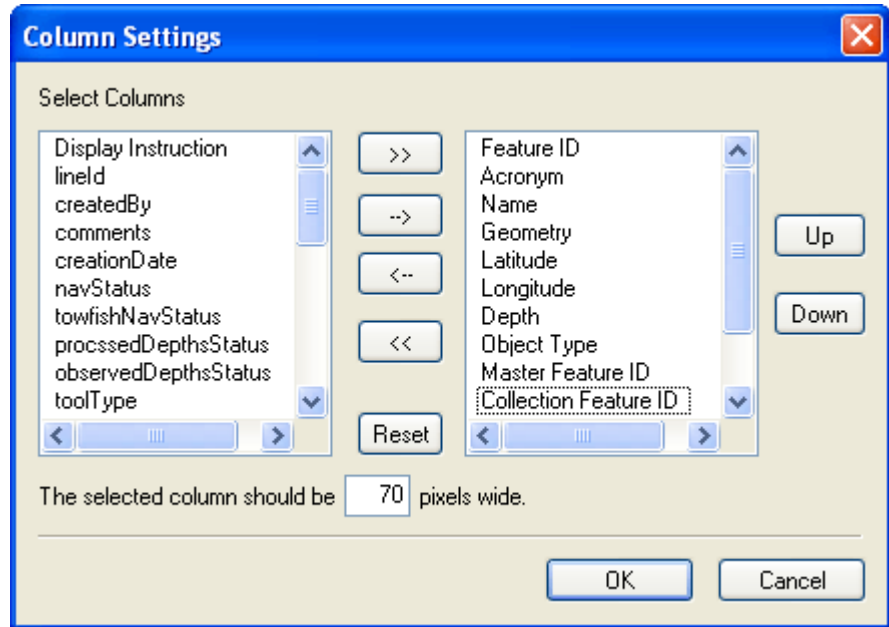 Column Settings
Select Columns
Display Instruction
lineId
createdBy
comments
creationDate
navStatus
towfishNavStatus
procssedDepthsStatus
observedDepthsStatus
toolType
>>
-->
<--
<<
Reset
Feature ID
Acronym
Name
Geometry
Latitude
Longitude
Depth
Object Type
Master Feature ID
Collection Feature ID
Up
Down
The selected column should be 70 pixels wide.
OK
Cancel